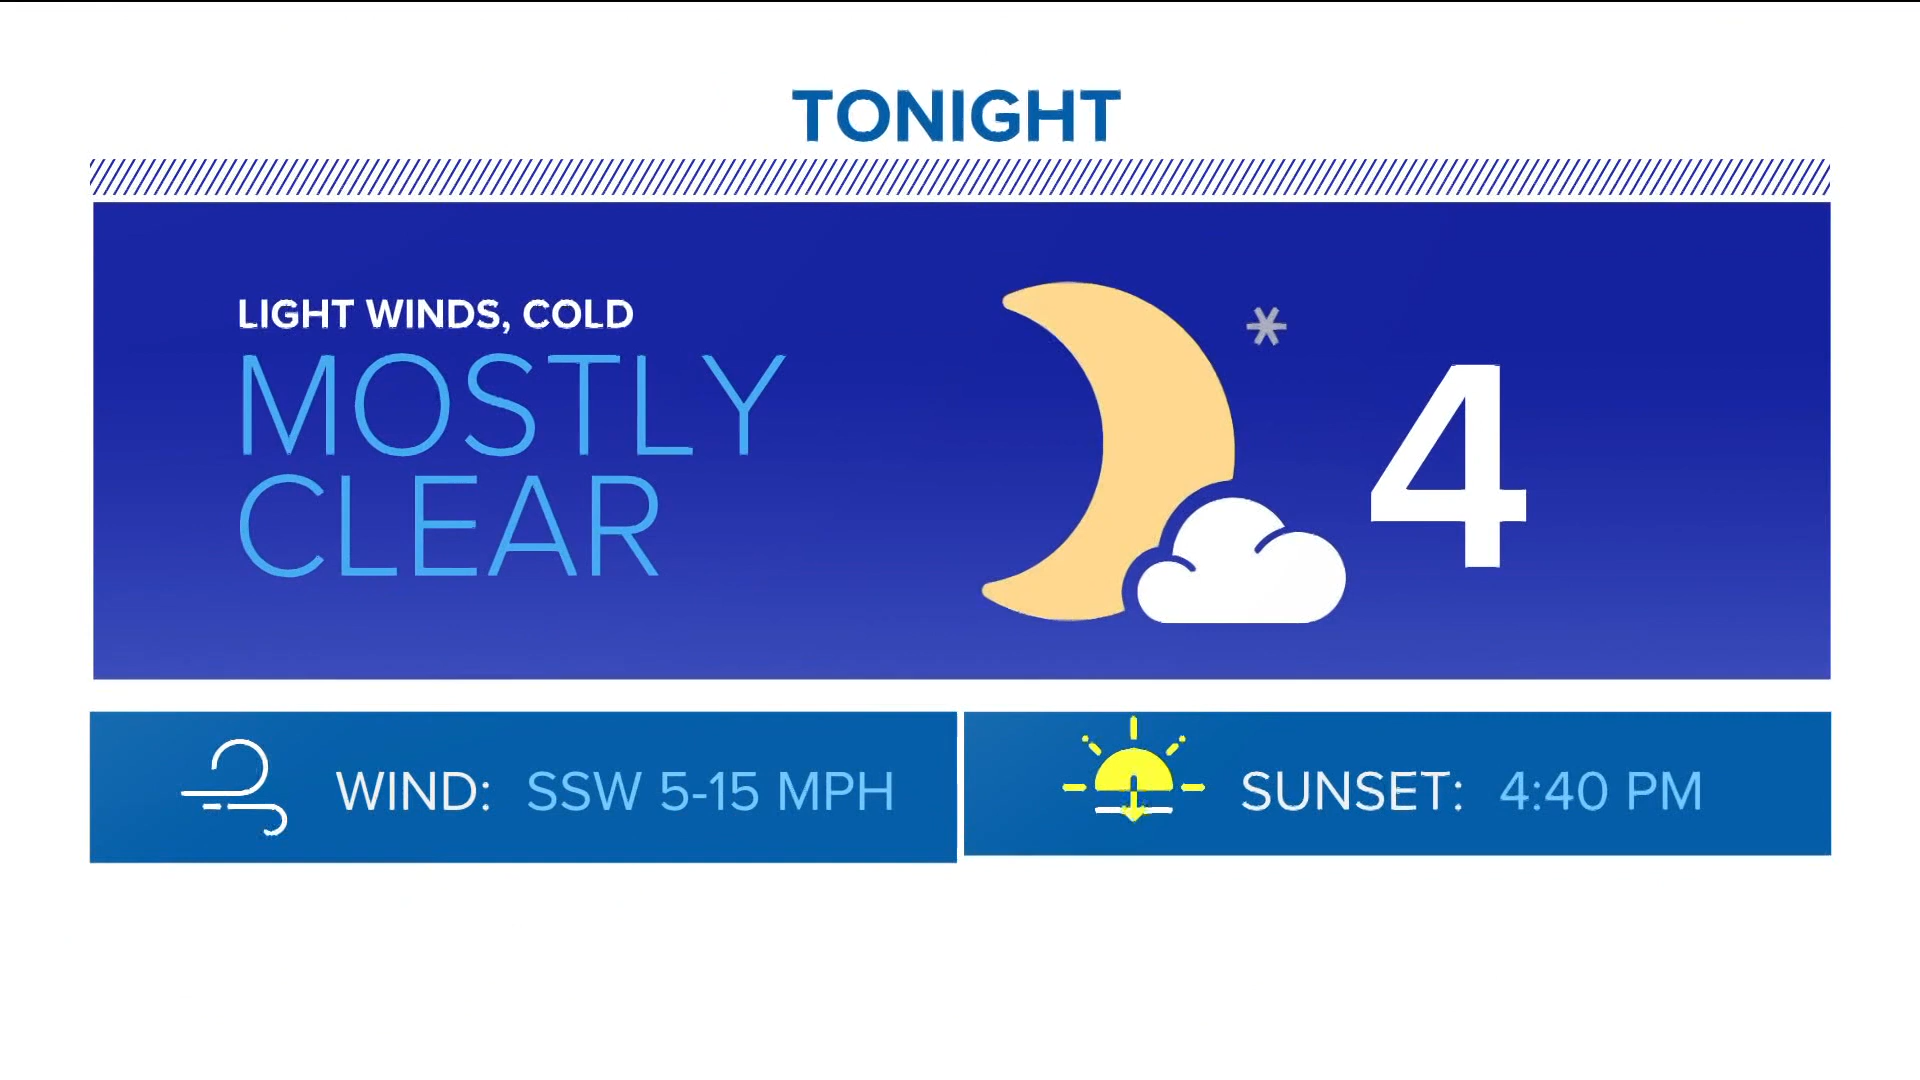 TONIGHT
LIGHT WINDS, COLD
MOSTLY
CLEAR
4
WIND: SSW 5-15 MPH
SUNSET: 4:40 PM